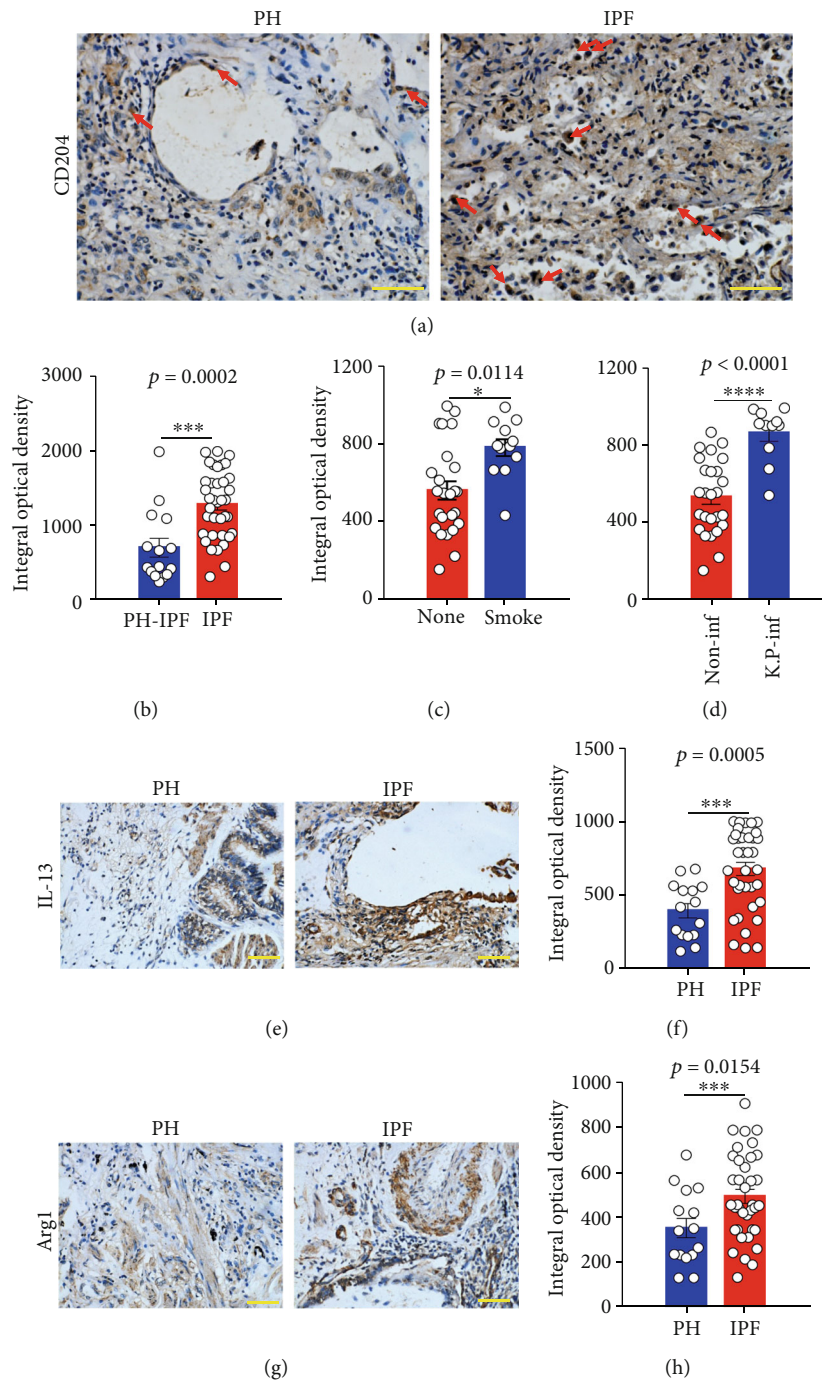 PH
IPF
CD204
(a)
Integral optical density
3000
2000
1000
0
p = 0.0002
***
PH-IPF
IPF
(b)
Integral optical density
1200
800
400
0
p = 0.0114
*
None
Smoke
(c)
Integral optical density
1200
800
400
0
p < 0.0001
****
Non-inf
K.P-inf
(d)
PH
IPF
IL-13
(e)
Integral optical density
1500
1000
500
0
p = 0.0005
***
PH
IPF
(f)
PH
IPF
Arg1
(g)
Integral optical density
1000
800
600
400
200
0
p = 0.0154
***
PH
IPF
(h)